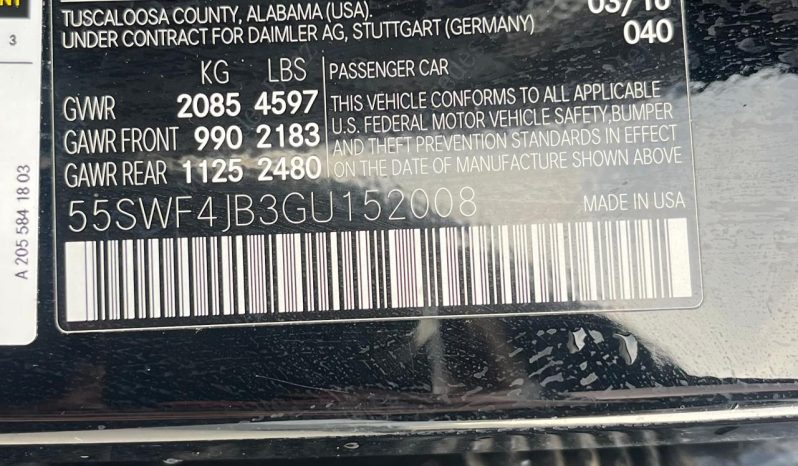 TUSCALOOSA COUNTY, ALABAMA (USA).
UNDER CONTRACT FOR DAIMLER AG, STUTTGART (GERMANY)
03/16
040
3
KG LBS
GVWR 2085 4597
GAWR FRONT 990 2183
GAWR REAR 1125 2480
PASSENGER CAR
THIS VEHICLE CONFORMS TO ALL APPLICABLE
U.S. FEDERAL MOTOR VEHICLE SAFETY,BUMPER
AND THEFT PREVENTION STANDARDS IN EFFECT
ON THE DATE OF MANUFACTURE SHOWN ABOVE
55SWF4JB3GU152008
MADE IN USA
A 205 584 18 03